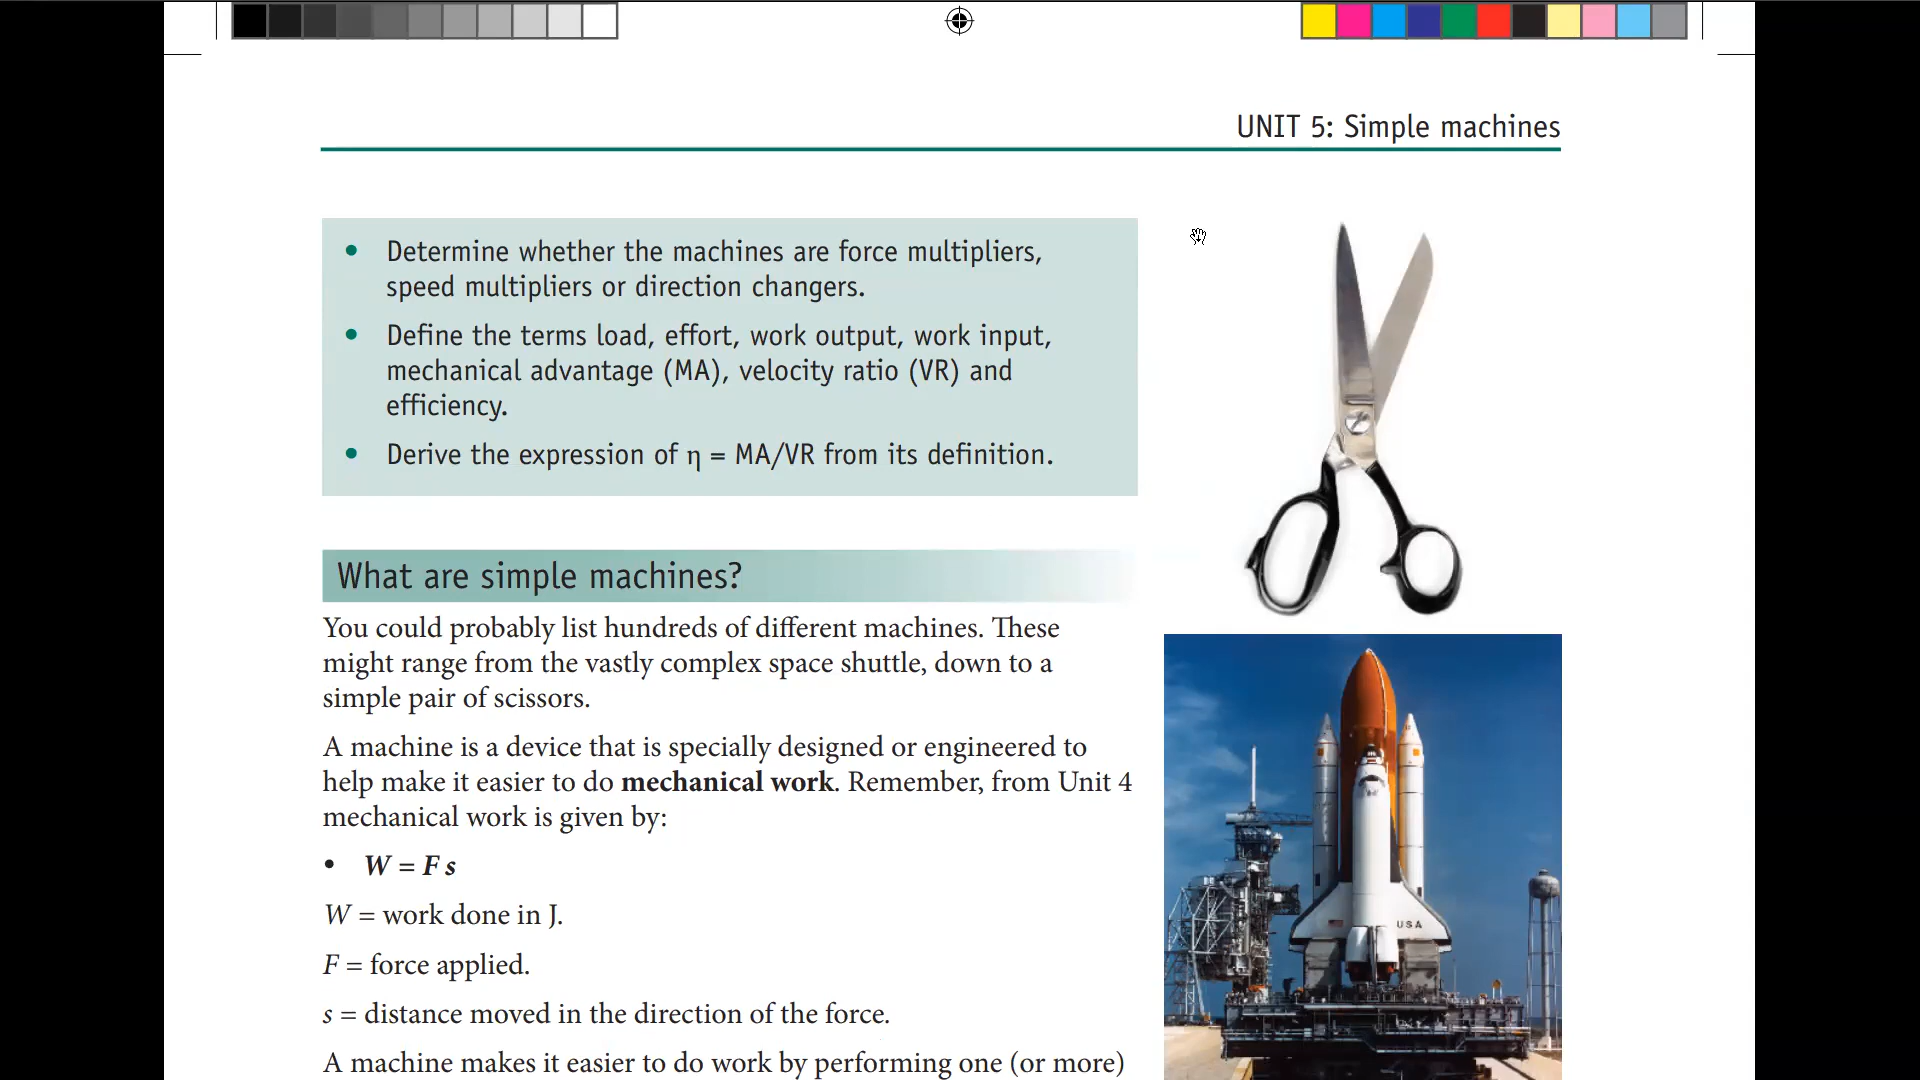 UNIT 5: Simple machines
• Determine whether the machines are force multipliers,
speed multipliers or direction changers.
• Define the terms load, effort, work output, work input,
mechanical advantage (MA), velocity ratio (VR) and
efficiency.
• Derive the expression of η = MA/VR from its definition.
What are simple machines?
You could probably list hundreds of different machines. These
might range from the vastly complex space shuttle, down to a
simple pair of scissors.
A machine is a device that is specially designed or engineered to
help make it easier to do mechanical work. Remember, from Unit 4
mechanical work is given by:
• W = F s
W = work done in J.
F = force applied.
s = distance moved in the direction of the force.
A machine makes it easier to do work by performing one (or more)
USA